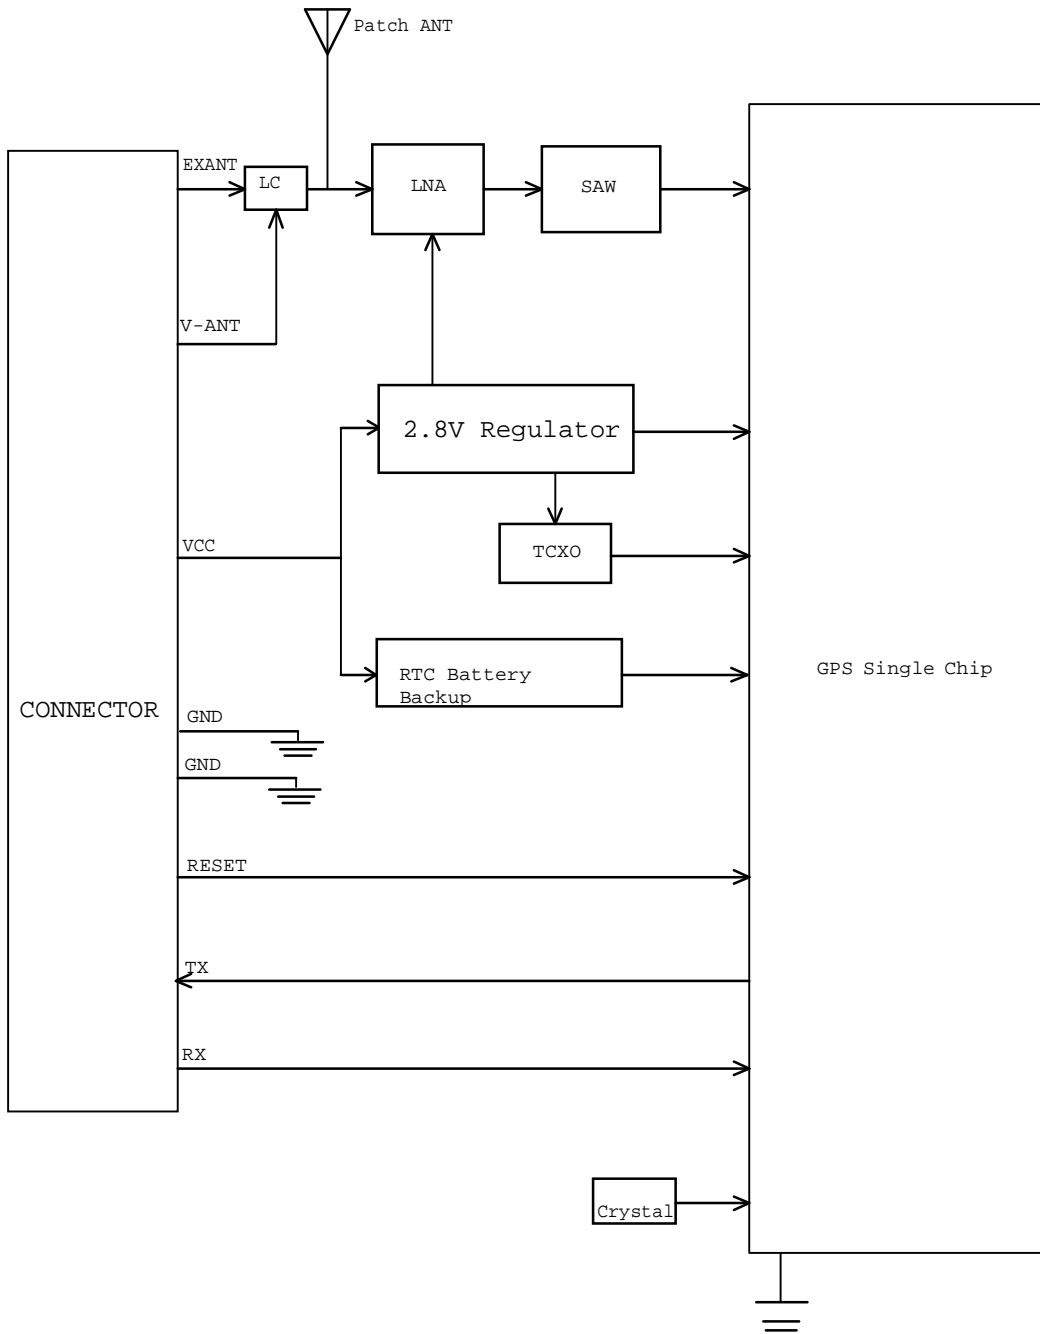 Patch ANT
EXANT
LC
LNA
SAW
V-ANT
2.8V Regulator
VCC
TCXO
RTC Battery
Backup
GPS Single Chip
CONNECTOR
GND
GND
RESET
TX
RX
Crystal